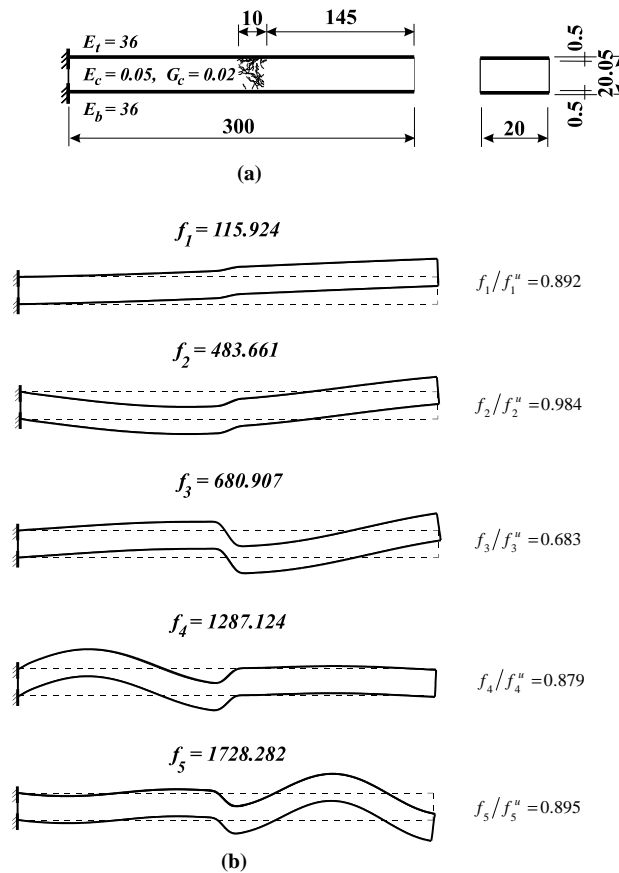 10 145
E_t = 36
E_c = 0.05, G_c = 0.02
E_b = 36
300
20
0.5
20.05
0.5
(a)
f_1 = 115.924
f_1/f_1^u=0.892
f_2 = 483.661
f_2/f_2^u=0.984
f_3 = 680.907
f_3/f_3^u=0.683
f_4 = 1287.124
f_4/f_4^u=0.879
f_5 = 1728.282
f_5/f_5^u=0.895
(b)